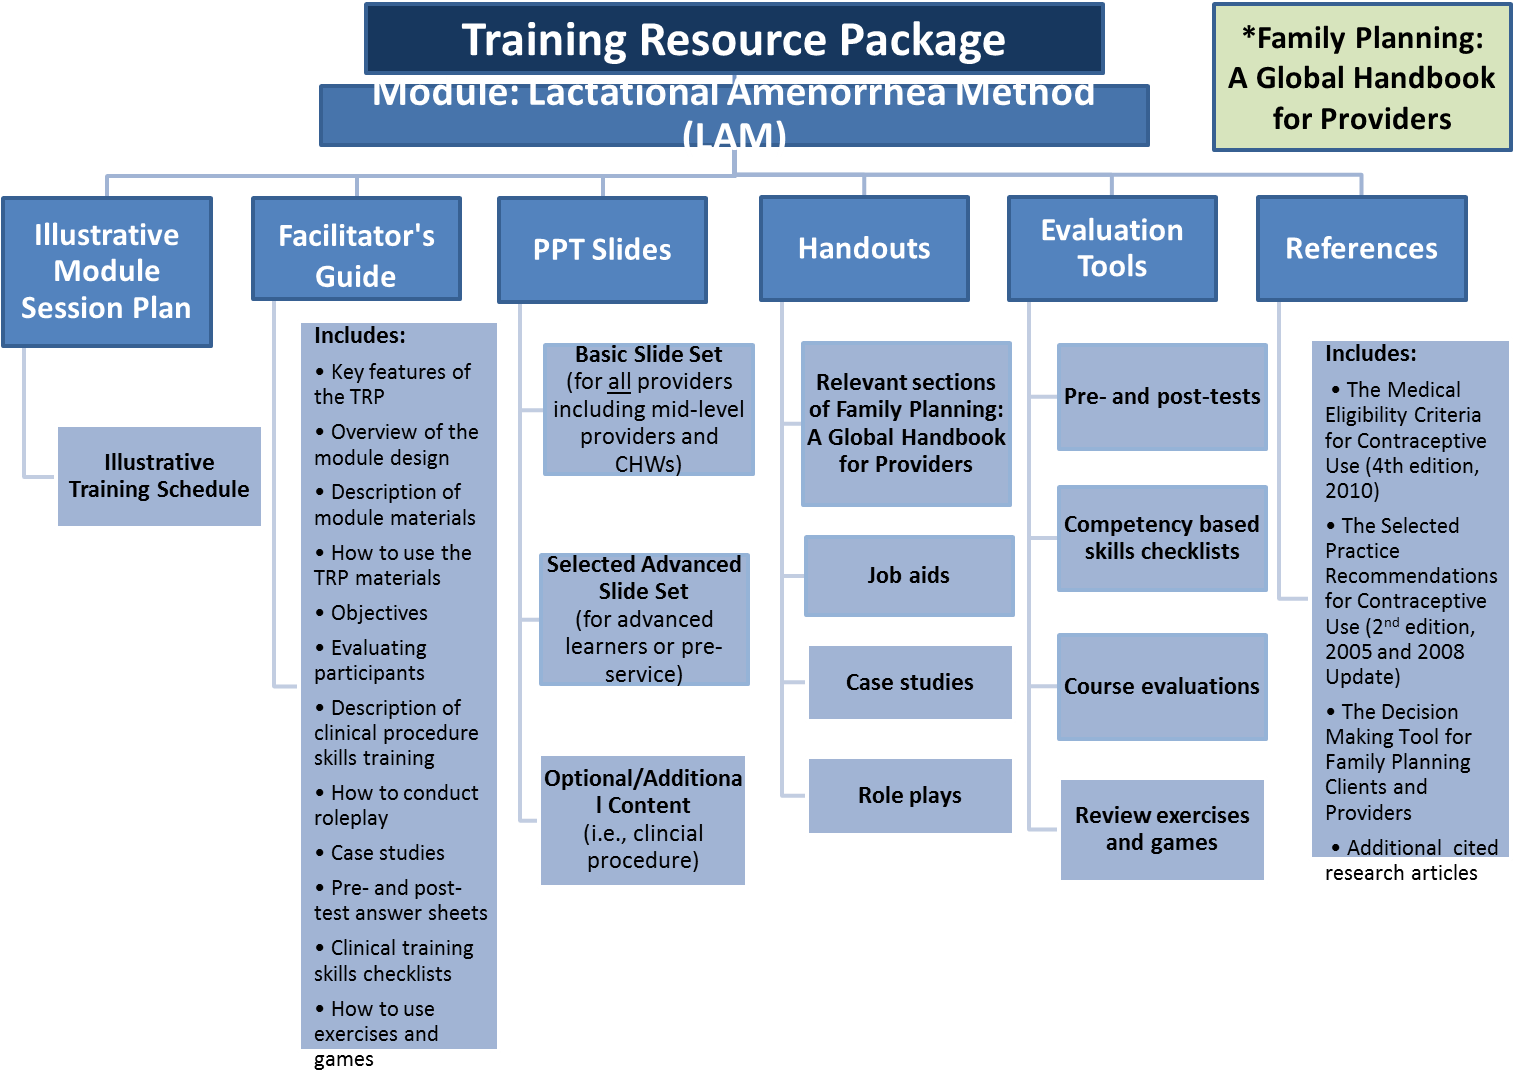 Training Resource Package
Module: Lactational Amenorrhea Method
(LAM)
*Family Planning:
A Global Handbook
for Providers
Illustrative
Module
Session Plan
Illustrative
Training Schedule
Facilitator's
Guide
Includes:
• Key features of
the TRP
• Overview of the
module design
• Description of
module materials
• How to use the
TRP materials
• Objectives
• Evaluating
participants
• Description of
clinical procedure
skills training
• How to conduct
roleplay
• Case studies
• Pre- and post-
test answer sheets
• Clinical training
skills checklists
• How to use
exercises and
games
PPT Slides
Basic Slide Set
(for all providers
including mid-level
providers and
CHWs)
Selected Advanced
Slide Set
(for advanced
learners or pre-
service)
Optional/Additiona
l Content
(i.e., clincial
procedure)
Handouts
Relevant sections
of Family Planning:
A Global Handbook
for Providers
Job aids
Case studies
Role plays
Evaluation
Tools
Pre- and post-tests
Competency based
skills checklists
Course evaluations
Review exercises
and games
References
Includes:
• The Medical
Eligibility Criteria
for Contraceptive
Use (4th edition,
2010)
• The Selected
Practice
Recommendations
for Contraceptive
Use (2nd edition,
2005 and 2008
Update)
• The Decision
Making Tool for
Family Planning
Clients and
Providers
• Additional cited
research articles